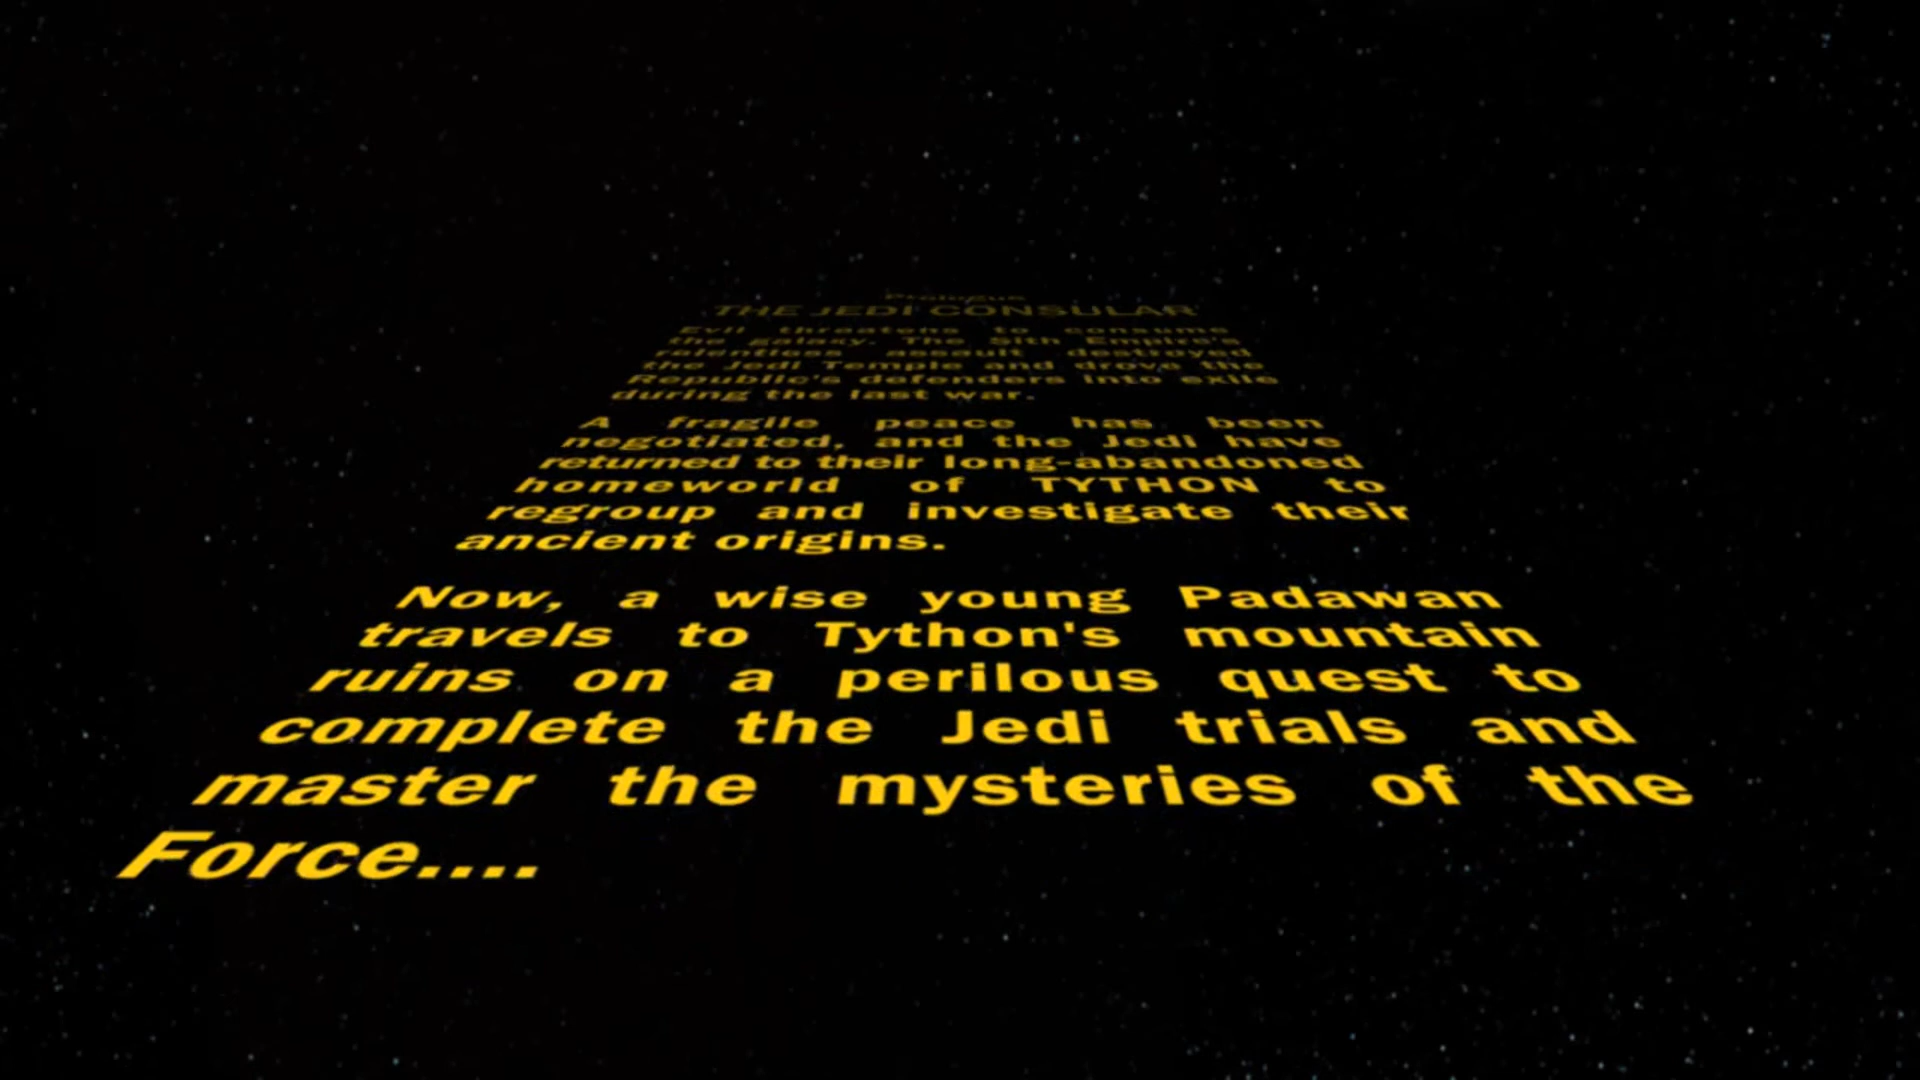 Prologue
THE JEDI CONSULAR
Evil threatens to consume
the galaxy. The Sith Empire's
relentless assault destroyed
the Jedi Temple and drove the
Republic's defenders into exile
during the last war.
A fragile peace has been
negotiated, and the Jedi have
returned to their long-abandoned
homeworld of TYTHON to
regroup and investigate their
ancient origins.
Now, a wise young Padawan
travels to Tython's mountain
ruins on a perilous quest to
complete the Jedi trials and
master the mysteries of the
Force....